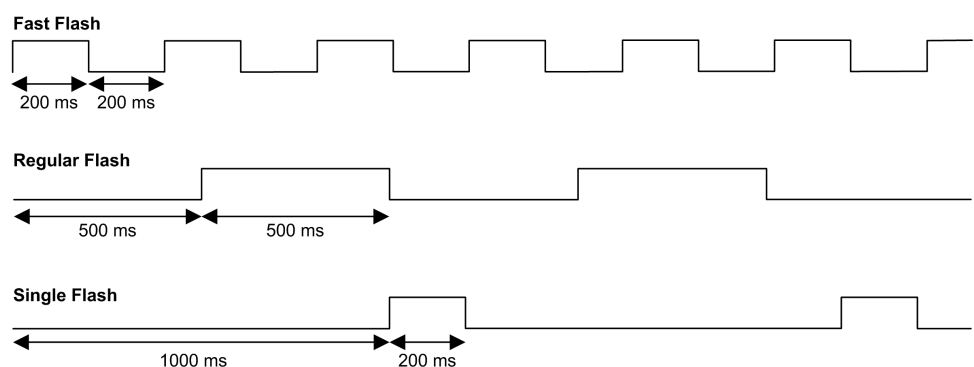 Fast Flash
200 ms 200 ms
Regular Flash
500 ms 500 ms
Single Flash
1000 ms 200 ms